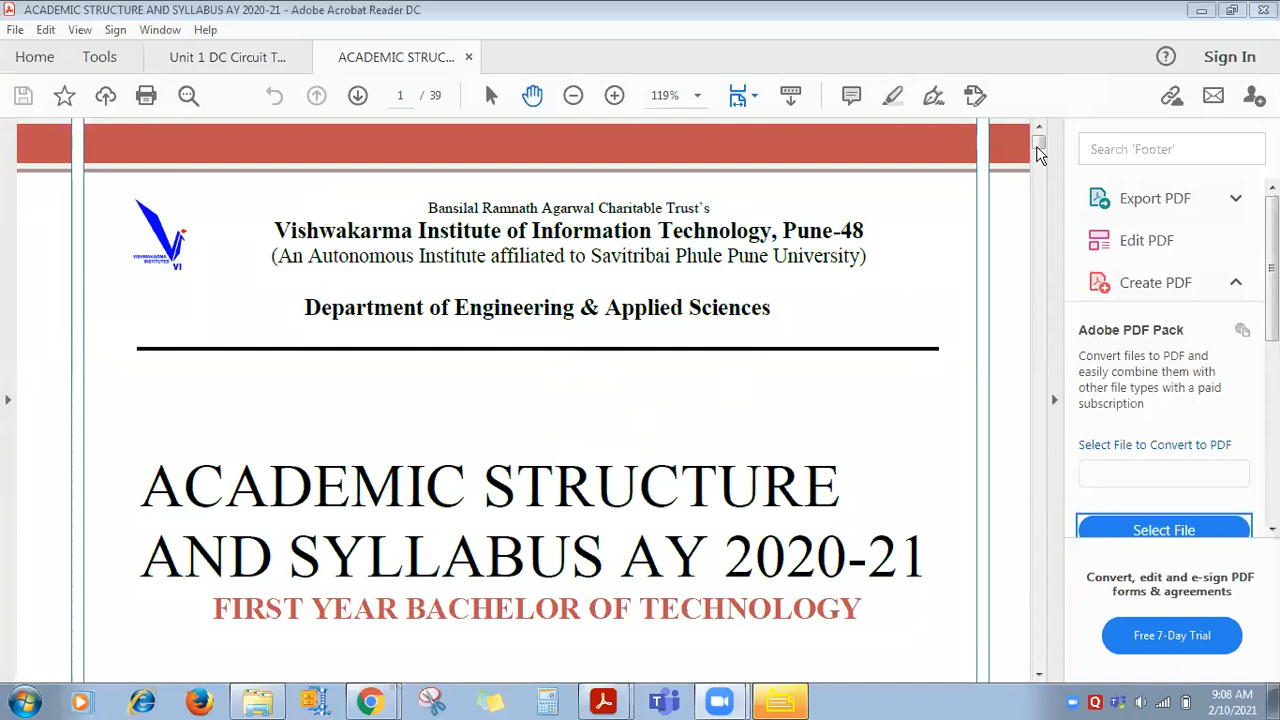 ACADEMIC STRUCTURE AND SYLLABUS AY 2020-21 - Adobe Acrobat Reader DC
File Edit View Sign Window Help
Home Tools Unit 1 DC Circuit T... ACADEMIC STRUC... × Sign In
1 / 39 119%
Search 'Footer'
Export PDF
Edit PDF
Create PDF
Adobe PDF Pack
Convert files to PDF and
easily combine them with
other file types with a paid
subscription
Select File to Convert to PDF
Select File
Convert, edit and e-sign PDF
forms & agreements
Free 7-Day Trial
VISHWAKARMA
INSTITUTES
VI
Bansilal Ramnath Agarwal Charitable Trust`s
Vishwakarma Institute of Information Technology, Pune-48
(An Autonomous Institute affiliated to Savitribai Phule Pune University)
Department of Engineering & Applied Sciences
ACADEMIC STRUCTURE
AND SYLLABUS AY 2020-21
FIRST YEAR BACHELOR OF TECHNOLOGY
9:08 AM
2/10/2021